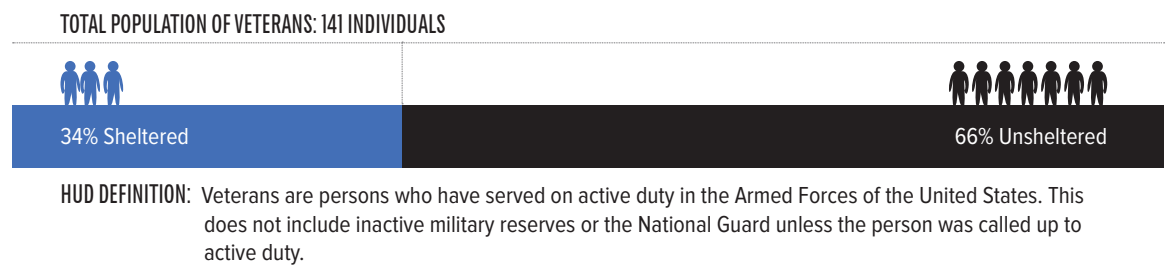 TOTAL POPULATION OF VETERANS: 141 INDIVIDUALS
34% Sheltered
66% Unsheltered
HUD DEFINITION: Veterans are persons who have served on active duty in the Armed Forces of the United States. This
does not include inactive military reserves or the National Guard unless the person was called up to
active duty.